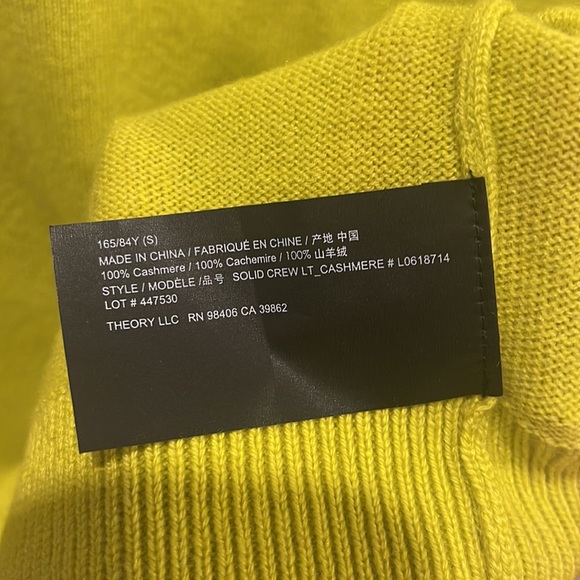 165/84Y (S)
MADE IN CHINA / FABRIQUÉ EN CHINE / 产地 中国
100% Cashmere / 100% Cachemire / 100% 山羊绒
STYLE / MODÈLE /品号 SOLID CREW LT_CASHMERE # L0618714
LOT # 447530
THEORY LLC RN 98406 CA 39862